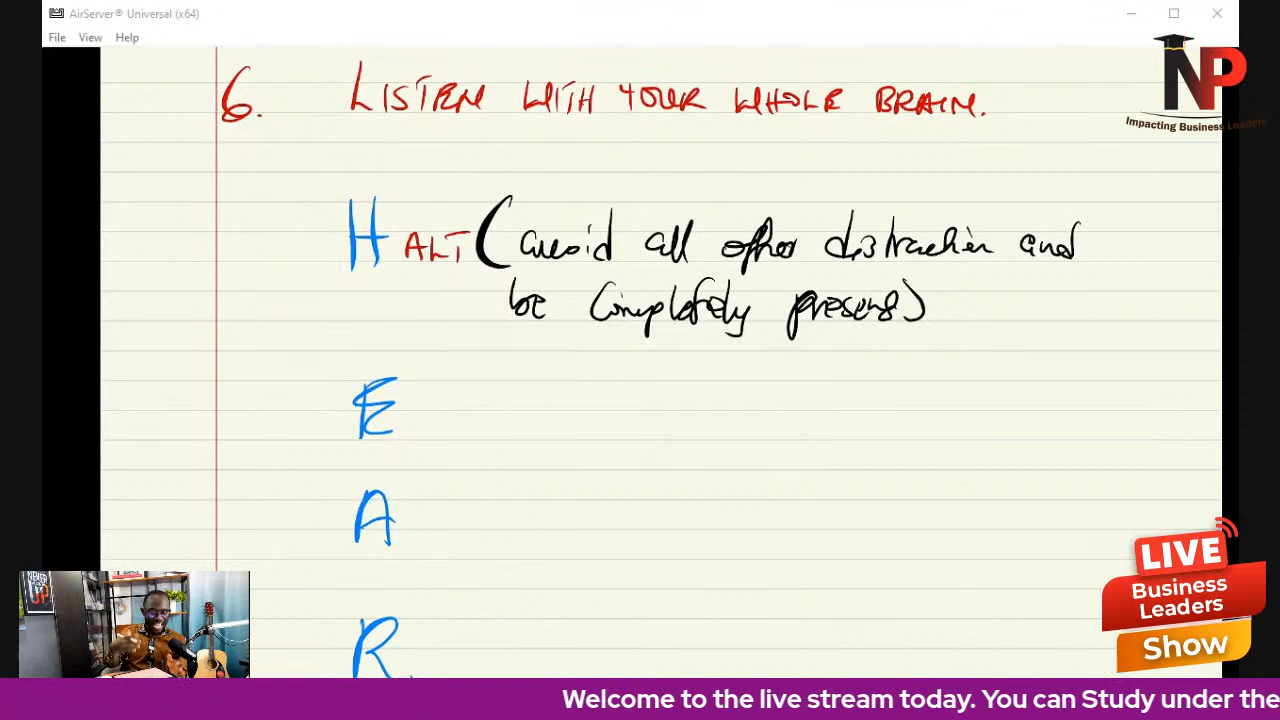 AirServer® Universal (x64)
File View Help
NP
Impacting Business Leaders
6. LISTEN WITH YOUR WHOLE BRAIN.
HALT (avoid all other distraction and
be completely present)
E
A
R
LIVE
Business
Leaders
Show
Welcome to the live stream today. You can Study under the